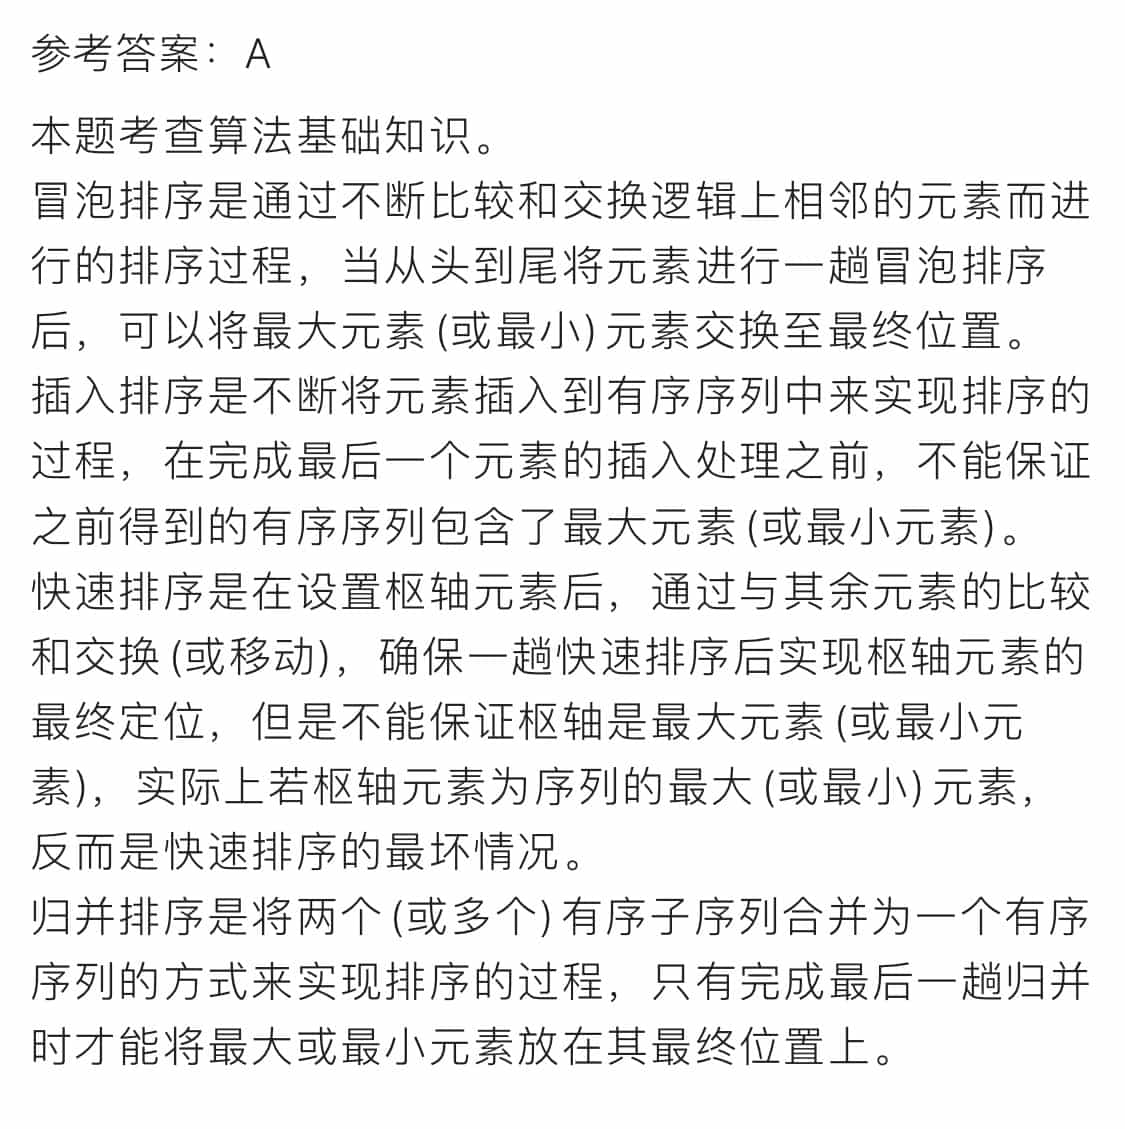 参考答案：A
本题考查算法基础知识。
冒泡排序是通过不断比较和交换逻辑上相邻的元素而进
行的排序过程，当从头到尾将元素进行一趟冒泡排序
后，可以将最大元素(或最小)元素交换至最终位置。
插入排序是不断将元素插入到有序序列中来实现排序的
过程，在完成最后一个元素的插入处理之前，不能保证
之前得到的有序序列包含了最大元素(或最小元素)。
快速排序是在设置枢轴元素后，通过与其余元素的比较
和交换(或移动)，确保一趟快速排序后实现枢轴元素的
最终定位，但是不能保证枢轴是最大元素(或最小元
素)，实际上若枢轴元素为序列的最大(或最小)元素，
反而是快速排序的最坏情况。
归并排序是将两个(或多个)有序子序列合并为一个有序
序列的方式来实现排序的过程，只有完成最后一趟归并
时才能将最大或最小元素放在其最终位置上。